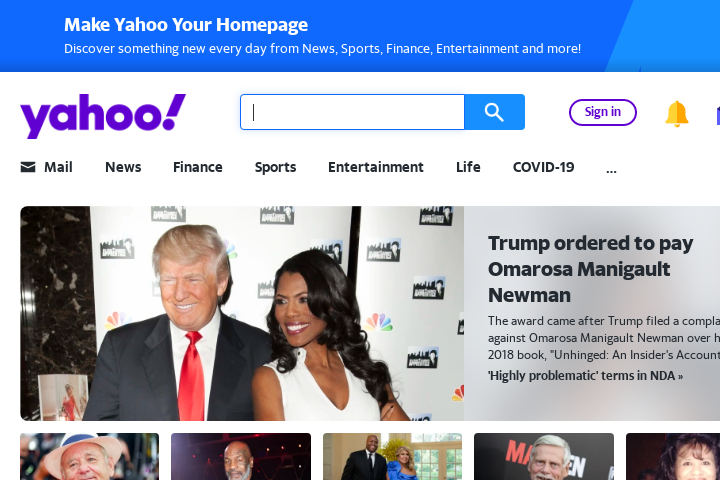 Make Yahoo Your Homepage
Discover something new every day from News, Sports, Finance, Entertainment and more!
yahoo!
Sign in
Mail News Finance Sports Entertainment Life COVID-19 ...
Trump ordered to pay
Omarosa Manigault
Newman
The award came after Trump filed a compla
against Omarosa Manigault Newman over h
2018 book, "Unhinged: An Insider's Account
'Highly problematic' terms in NDA »